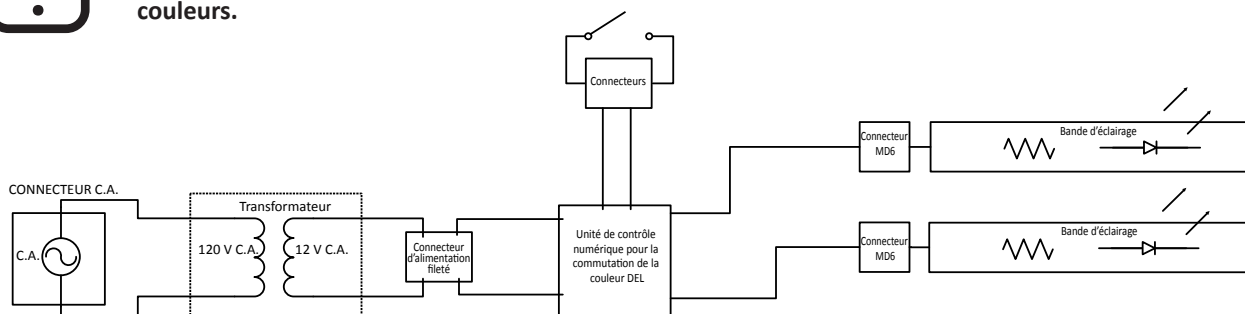 couleurs.
Connecteurs
Connecteur
MD6
Bande d'éclairage
CONNECTEUR C.A.
Transformateur
C.A.
120 V C.A.
12 V C.A.
Connecteur
d'alimentation
fileté
Unité de contrôle
numérique pour la
commutation de la
couleur DEL
Connecteur
MD6
Bande d'éclairage